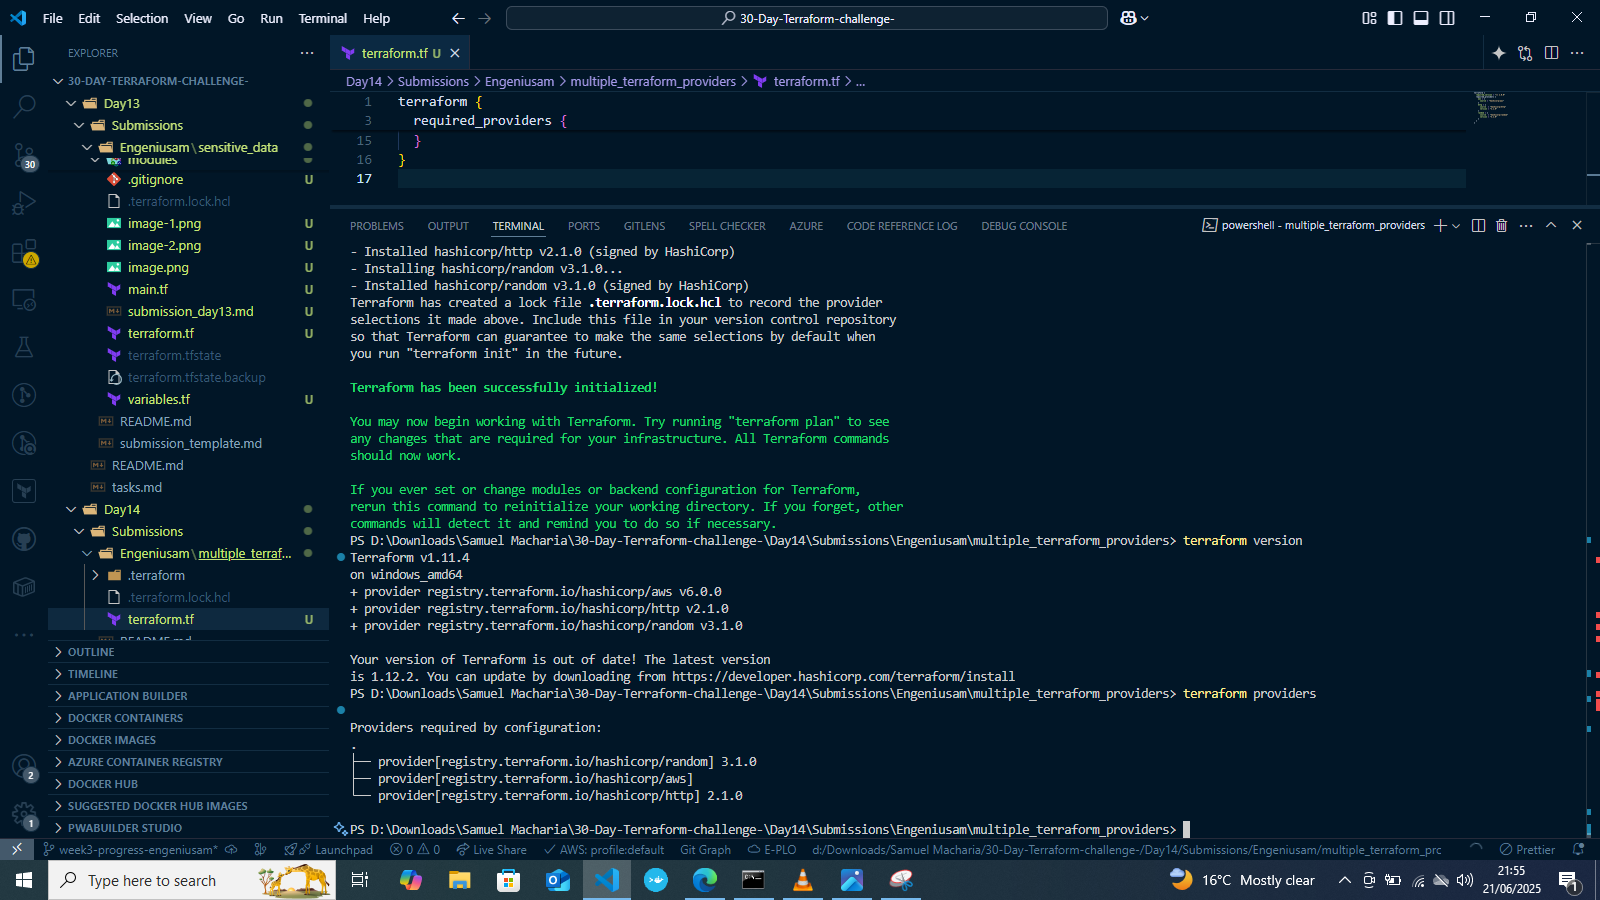 File Edit Selection View Go Run Terminal Help
30-Day-Terraform-challenge-
EXPLORER
30-DAY-TERRAFORM-CHALLENGE-
Day13
Submissions
Engeniusam\sensitive_data
modules
.gitignore U
.terraform.lock.hcl
image-1.png U
image-2.png U
image.png U
main.tf U
submission_day13.md U
terraform.tf U
terraform.tfstate
terraform.tfstate.backup
variables.tf U
README.md
submission_template.md
README.md
tasks.md
Day14
Submissions
Engeniusam\multiple_terraf...
.terraform
.terraform.lock.hcl
terraform.tf U
README.md
OUTLINE
TIMELINE
APPLICATION BUILDER
DOCKER CONTAINERS
DOCKER IMAGES
AZURE CONTAINER REGISTRY
DOCKER HUB
SUGGESTED DOCKER HUB IMAGES
PWABUILDER STUDIO
30
2
1
terraform.tf U
Day14 > Submissions > Engeniusam > multiple_terraform_providers > terraform.tf > ...
1 terraform {
3 required_providers {
15 }
16 }
17
PROBLEMS OUTPUT TERMINAL PORTS GITLENS SPELL CHECKER AZURE CODE REFERENCE LOG DEBUG CONSOLE
powershell - multiple_terraform_providers
- Installed hashicorp/http v2.1.0 (signed by HashiCorp)
- Installing hashicorp/random v3.1.0...
- Installed hashicorp/random v3.1.0 (signed by HashiCorp)
Terraform has created a lock file .terraform.lock.hcl to record the provider
selections it made above. Include this file in your version control repository
so that Terraform can guarantee to make the same selections by default when
you run "terraform init" in the future.
Terraform has been successfully initialized!
You may now begin working with Terraform. Try running "terraform plan" to see
any changes that are required for your infrastructure. All Terraform commands
should now work.
If you ever set or change modules or backend configuration for Terraform,
rerun this command to reinitialize your working directory. If you forget, other
commands will detect it and remind you to do so if necessary.
PS D:\Downloads\Samuel Macharia\30-Day-Terraform-challenge-\Day14\Submissions\Engeniusam\multiple_terraform_providers> terraform version
Terraform v1.11.4
on windows_amd64
+ provider registry.terraform.io/hashicorp/aws v6.0.0
+ provider registry.terraform.io/hashicorp/http v2.1.0
+ provider registry.terraform.io/hashicorp/random v3.1.0
Your version of Terraform is out of date! The latest version
is 1.12.2. You can update by downloading from https://developer.hashicorp.com/terraform/install
PS D:\Downloads\Samuel Macharia\30-Day-Terraform-challenge-\Day14\Submissions\Engeniusam\multiple_terraform_providers> terraform providers
Providers required by configuration:
.
├── provider[registry.terraform.io/hashicorp/random] 3.1.0
├── provider[registry.terraform.io/hashicorp/aws]
└── provider[registry.terraform.io/hashicorp/http] 2.1.0
PS D:\Downloads\Samuel Macharia\30-Day-Terraform-challenge-\Day14\Submissions\Engeniusam\multiple_terraform_providers>
week3-progress-engeniusam* Launchpad 0 0 Live Share AWS: profile:default Git Graph E-PLO d:/Downloads/Samuel Macharia/30-Day-Terraform-challenge-/Day14/Submissions/Engeniusam/multiple_terraform_prc Prettier
Type here to search
16°C Mostly clear
21:55
21/06/2025
1